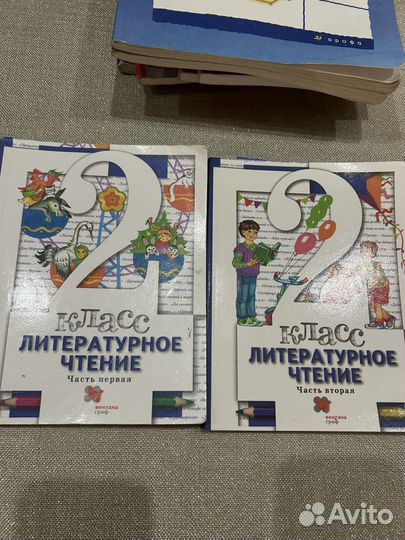 дрофа
2
класс
ЛИТЕРАТУРНОЕ
ЧТЕНИЕ
Часть первая
вентана
граф
2
класс
ЛИТЕРАТУРНОЕ
ЧТЕНИЕ
Часть вторая
вентана
граф
Avito